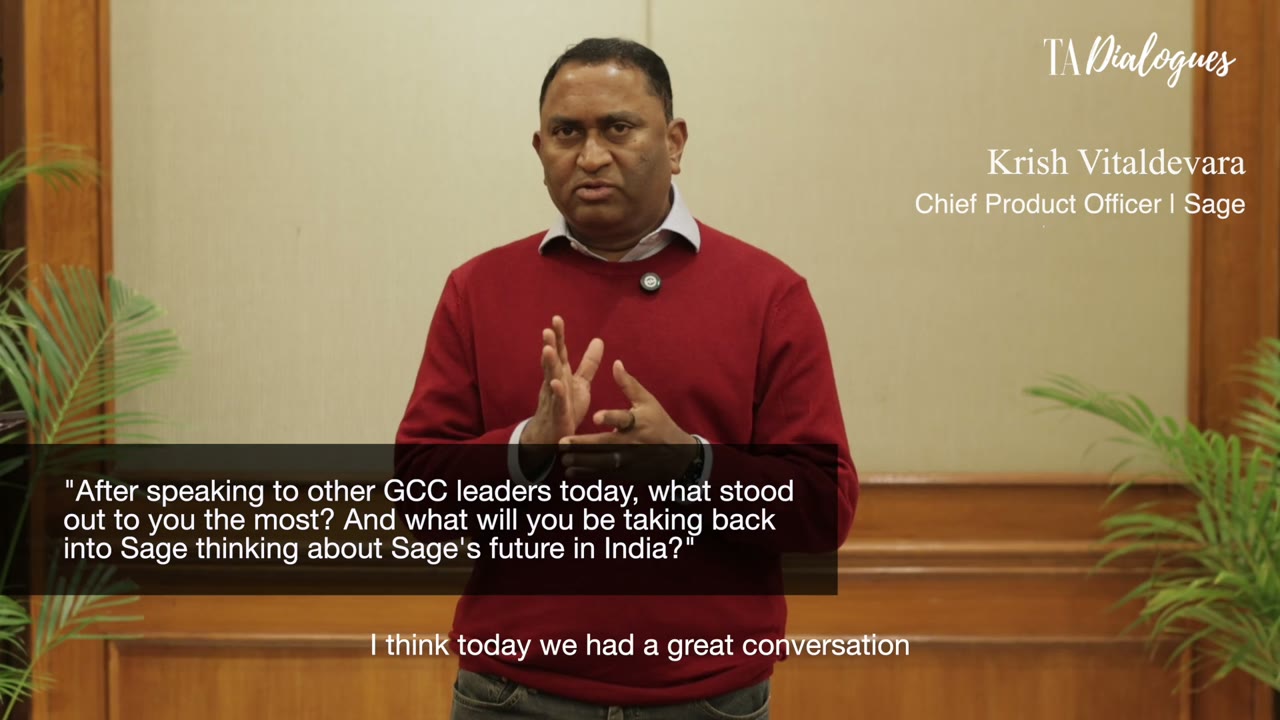 TA Dialogues
Krish Vitaldevara
Chief Product Officer | Sage
"After speaking to other GCC leaders today, what stood
out to you the most? And what will you be taking back
into Sage thinking about Sage's future in India?"
I think today we had a great conversation